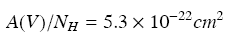 A(V)/N_H = 5.3 × 10^{-22} cm^2